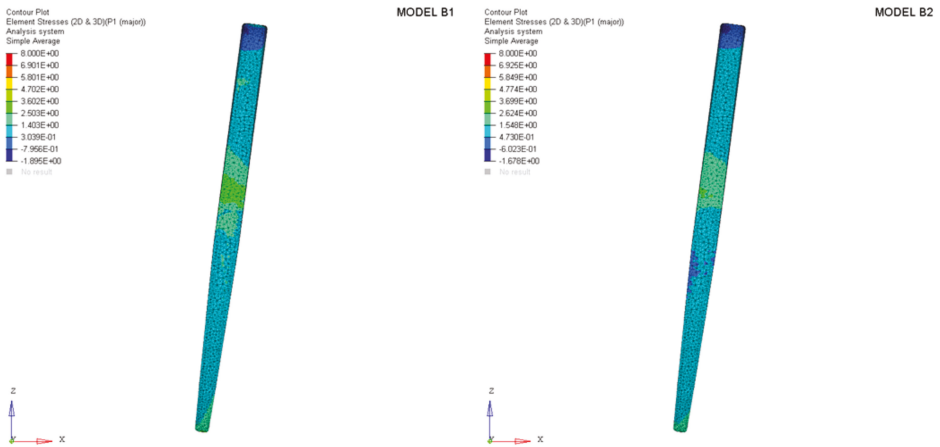 Contour Plot
Element Stresses (2D & 3D)(P1 (major))
Analysis system
Simple Average
8.000E+00
6.901E+00
5.801E+00
4.702E+00
3.602E+00
2.503E+00
1.403E+00
3.039E-01
-7.956E-01
-1.895E+00
No result
MODEL B1
Z
Y
X
Contour Plot
Element Stresses (2D & 3D)(P1 (major))
Analysis system
Simple Average
8.000E+00
6.925E+00
5.849E+00
4.774E+00
3.699E+00
2.624E+00
1.548E+00
4.730E-01
-6.023E-01
-1.678E+00
No result
MODEL B2
Z
Y
X